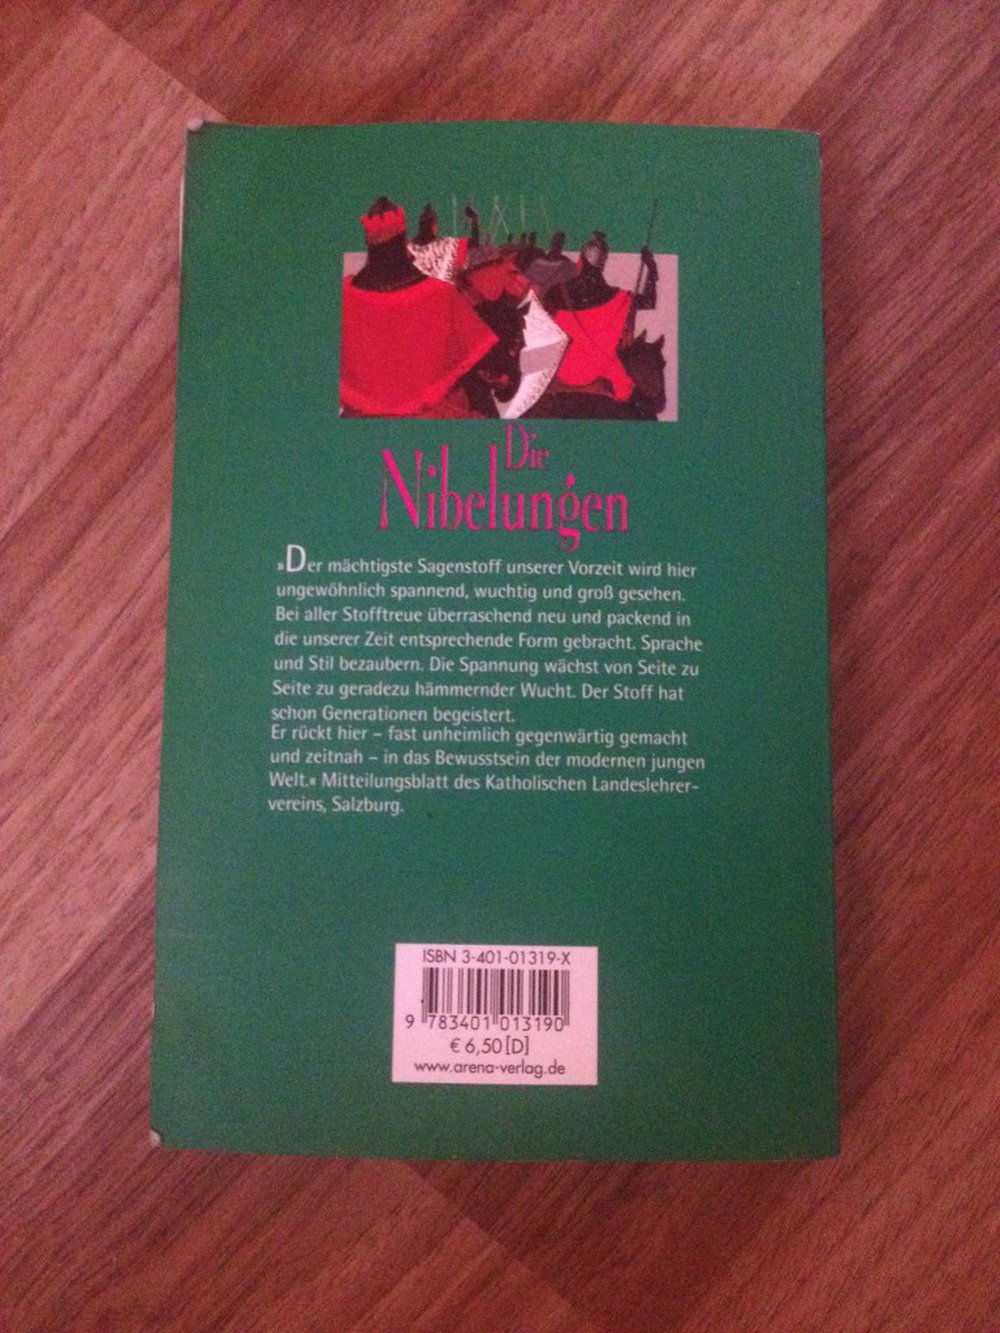 Die
Nibelungen
»Der mächtigste Sagenstoff unserer Vorzeit wird hier
ungewöhnlich spannend, wuchtig und groß gesehen.
Bei aller Stofftreue überraschend neu und packend in
die unserer Zeit entsprechende Form gebracht. Sprache
und Stil bezaubern. Die Spannung wächst von Seite zu
Seite zu geradezu hämmernder Wucht. Der Stoff hat
schon Generationen begeistert.
Er rückt hier – fast unheimlich gegenwärtig gemacht
und zeitnah – in das Bewusstsein der modernen jungen
Welt.« Mitteilungsblatt des Katholischen Landeslehrer-
vereins, Salzburg.
ISBN 3-401-01319-X
9 783401 013190
€ 6,50 [D]
www.arena-verlag.de